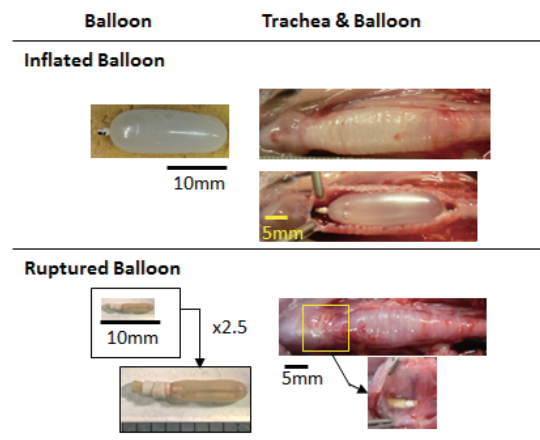 Balloon
Trachea & Balloon
Inflated Balloon
10mm
5mm
Ruptured Balloon
10mm
x2.5
5mm